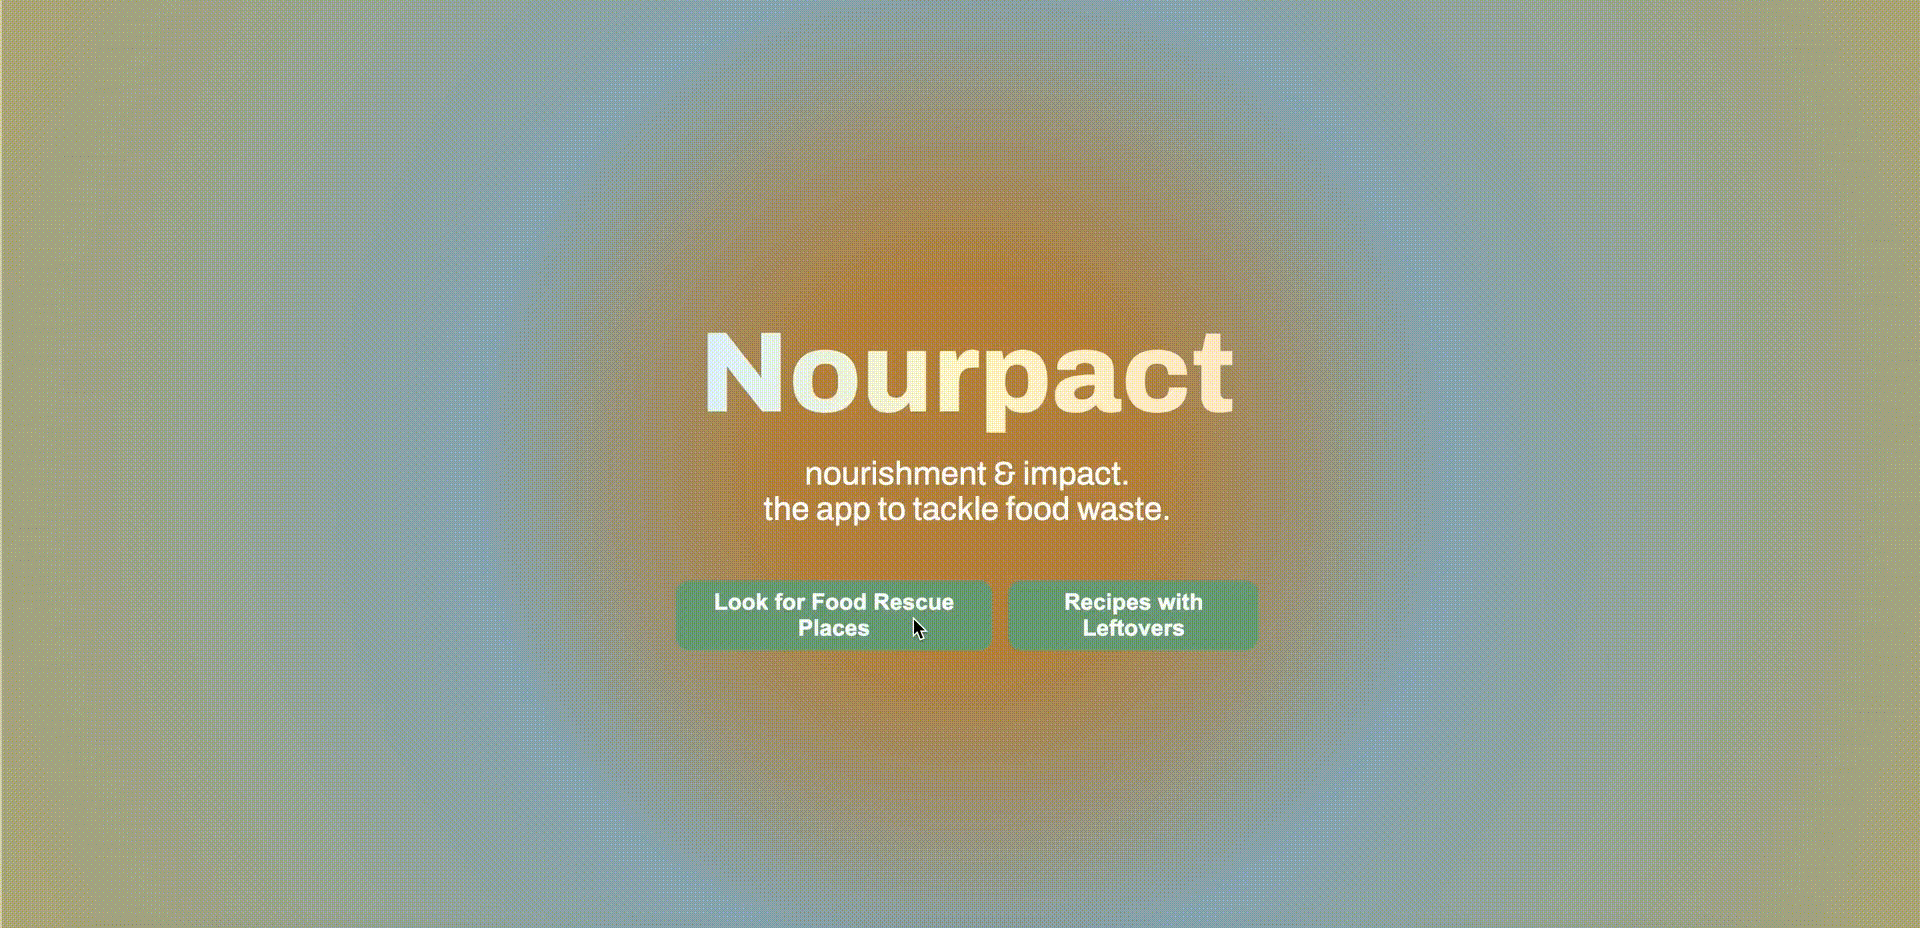 Nourpact
nourishment & impact.
the app to tackle food waste.
Look for Food Rescue
Places
Recipes with
Leftovers